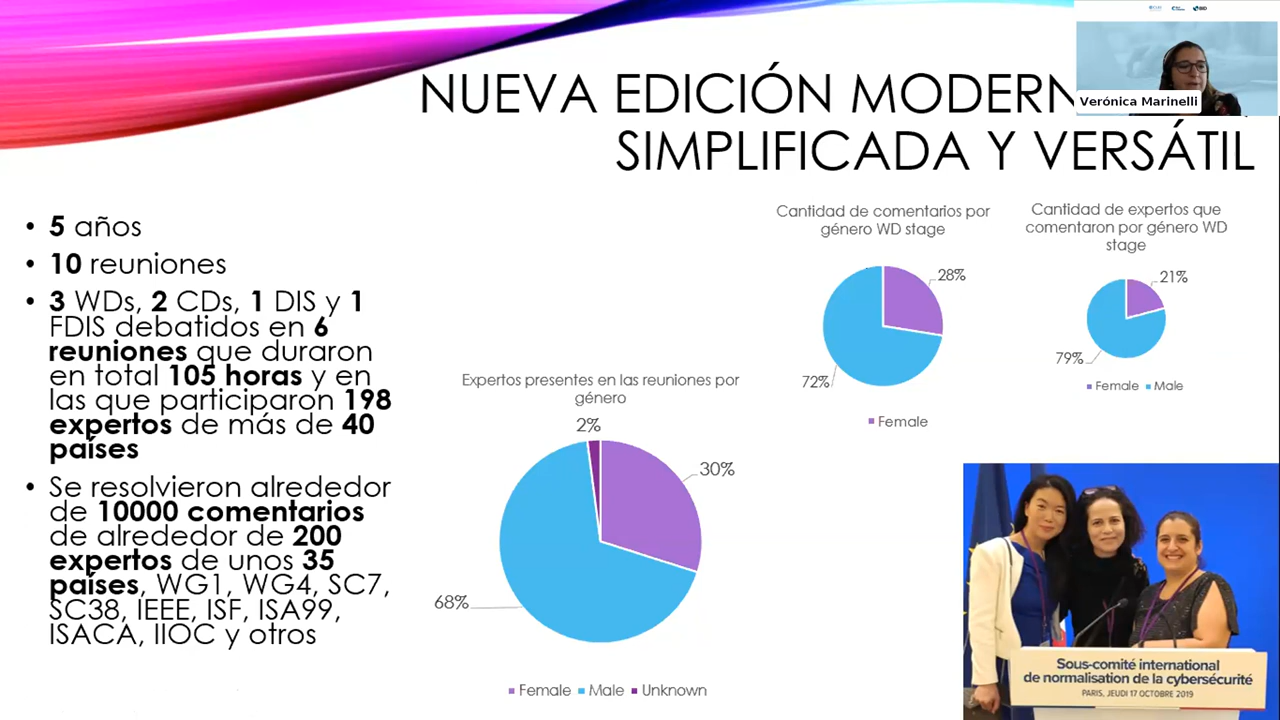 NUEVA EDICIÓN MODERN
SIMPLIFICADA Y VERSÁTIL
Verónica Marinelli
• 5 años
• 10 reuniones
• 3 WDs, 2 CDs, 1 DIS y 1
FDIS debatidos en 6
reuniones que duraron
en total 105 horas y en
las que participaron 198
expertos de más de 40
países
• Se resolvieron alrededor
de 10000 comentarios
de alrededor de 200
expertos de unos 35
países, WG1, WG4, SC7,
SC38, IEEE, ISF, ISA99,
ISACA, IIOC y otros
Expertos presentes en las reuniones por
género
2%
30%
68%
Female Male Unknown
Cantidad de comentarios por
género WD stage
28%
72%
Female
Cantidad de expertos que
comentaron por género WD
stage
21%
79%
Female Male
Sous-comité international
de normalisation de la cybersécurité
PARIS, JEUDI 17 OCTOBRE 2019